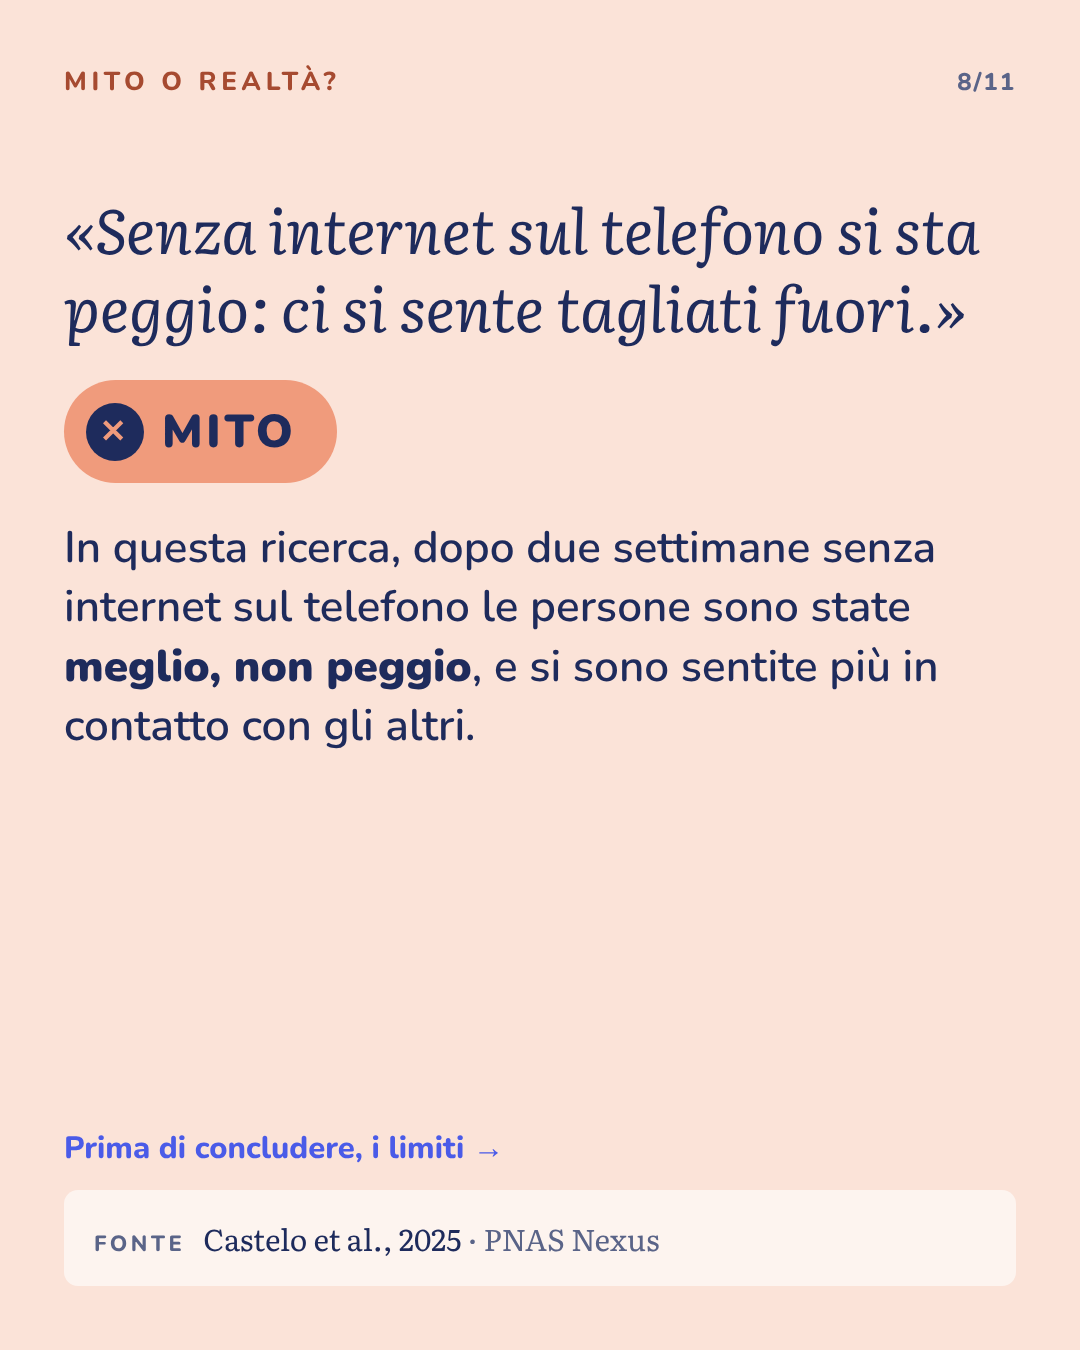 MITO O REALTÀ?
8/11
«Senza internet sul telefono si sta
peggio: ci si sente tagliati fuori.»
× MITO
In questa ricerca, dopo due settimane senza
internet sul telefono le persone sono state
meglio, non peggio, e si sono sentite più in
contatto con gli altri.
Prima di concludere, i limiti →
FONTE Castelo et al., 2025 · PNAS Nexus